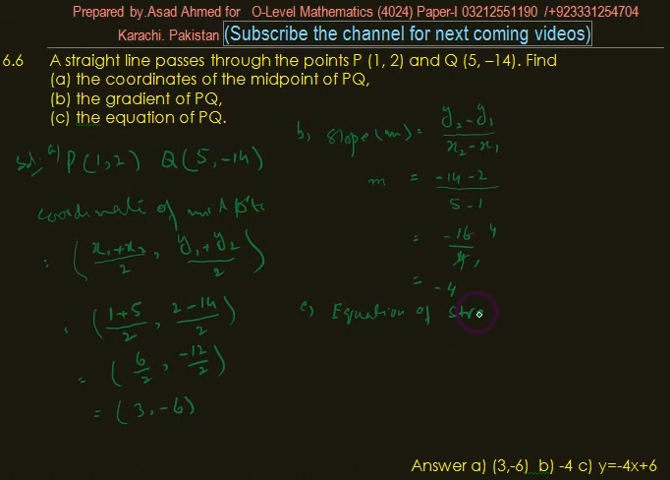 Prepared by.Asad Ahmed for O-Level Mathematics (4024) Paper-I 03212551190 /+923331254704
Karachi. Pakistan (Subscribe the channel for next coming videos)
6.6 A straight line passes through the points P (1, 2) and Q (5, –14). Find
(a) the coordinates of the midpoint of PQ,
(b) the gradient of PQ,
(c) the equation of PQ.
Sol: a) P(1,2) Q(5,-14)
coordinate of mid pt
: (x₁+x₂/2, y₁+y₂/2)
: (1+5/2, 2-14/2)
= (6/2, -12/2)
= (3,-6)
b, slope(m) = y₂-y₁/x₂-x₁
m = -14-2/5-1
= -16/4 4/1
= -4
c, Equation of str
Answer a) (3,-6) b) -4 c) y=-4x+6